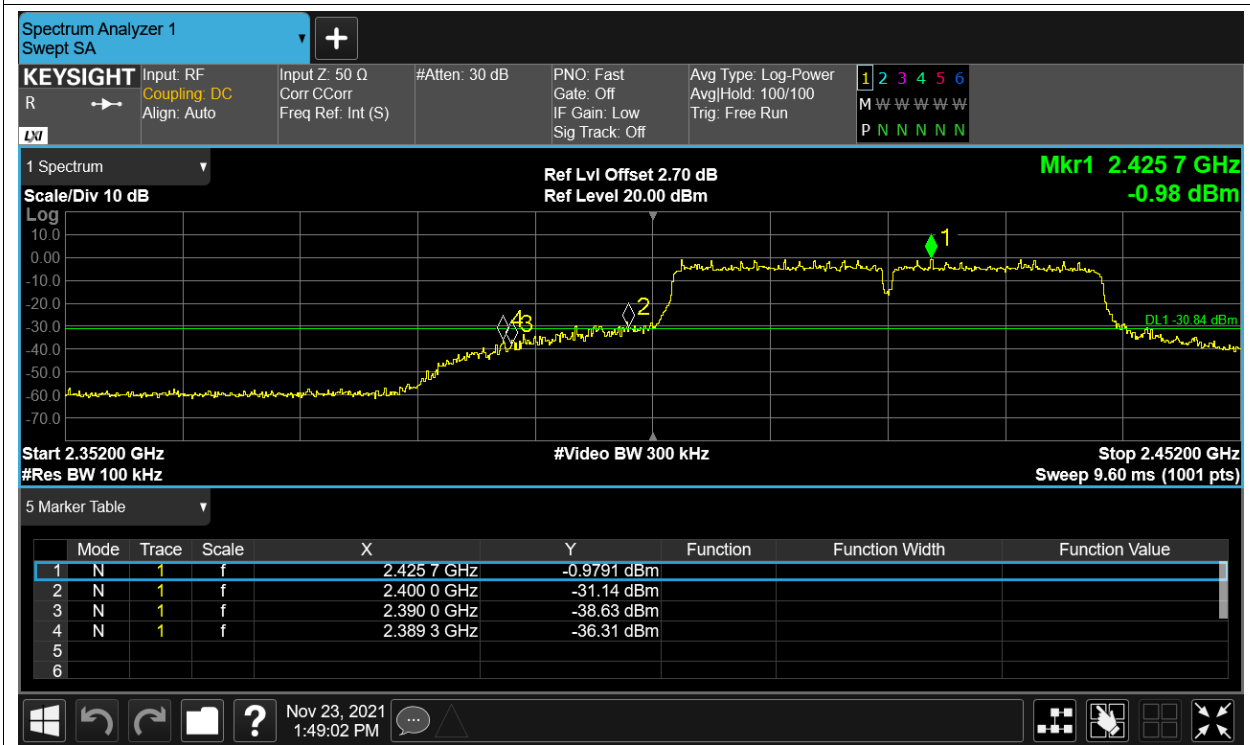 Spectrum Analyzer 1
Swept SA
▼
+
KEYSIGHT Input: RF Input Z: 50 Ω #Atten: 30 dB PNO: Fast Avg Type: Log-Power 1 2 3 4 5 6
R Coupling: DC Corr CCorr Gate: Off Avg|Hold: 100/100 M W W W W W W
Align: Auto Freq Ref: Int (S) IF Gain: Low Trig: Free Run
LXI Sig Track: Off P N N N N N N
1 Spectrum ▼ Ref Lvl Offset 2.70 dB Mkr1 2.425 7 GHz
Scale/Div 10 dB Ref Level 20.00 dBm -0.98 dBm
Log
10.0
1
0.00
-10.0
-20.0
2
-30.0
43
DL1 -30.84 dBm
-40.0
-50.0
-60.0
-70.0
Start 2.35200 GHz #Video BW 300 kHz Stop 2.45200 GHz
#Res BW 100 kHz Sweep 9.60 ms (1001 pts)
5 Marker Table ▼
Mode Trace Scale X Y Function Function Width Function Value
1 N 1 f 2.425 7 GHz -0.9791 dBm
2 N 1 f 2.400 0 GHz -31.14 dBm
3 N 1 f 2.390 0 GHz -38.63 dBm
4 N 1 f 2.389 3 GHz -36.31 dBm
5
6
? Nov 23, 2021
1:49:02 PM